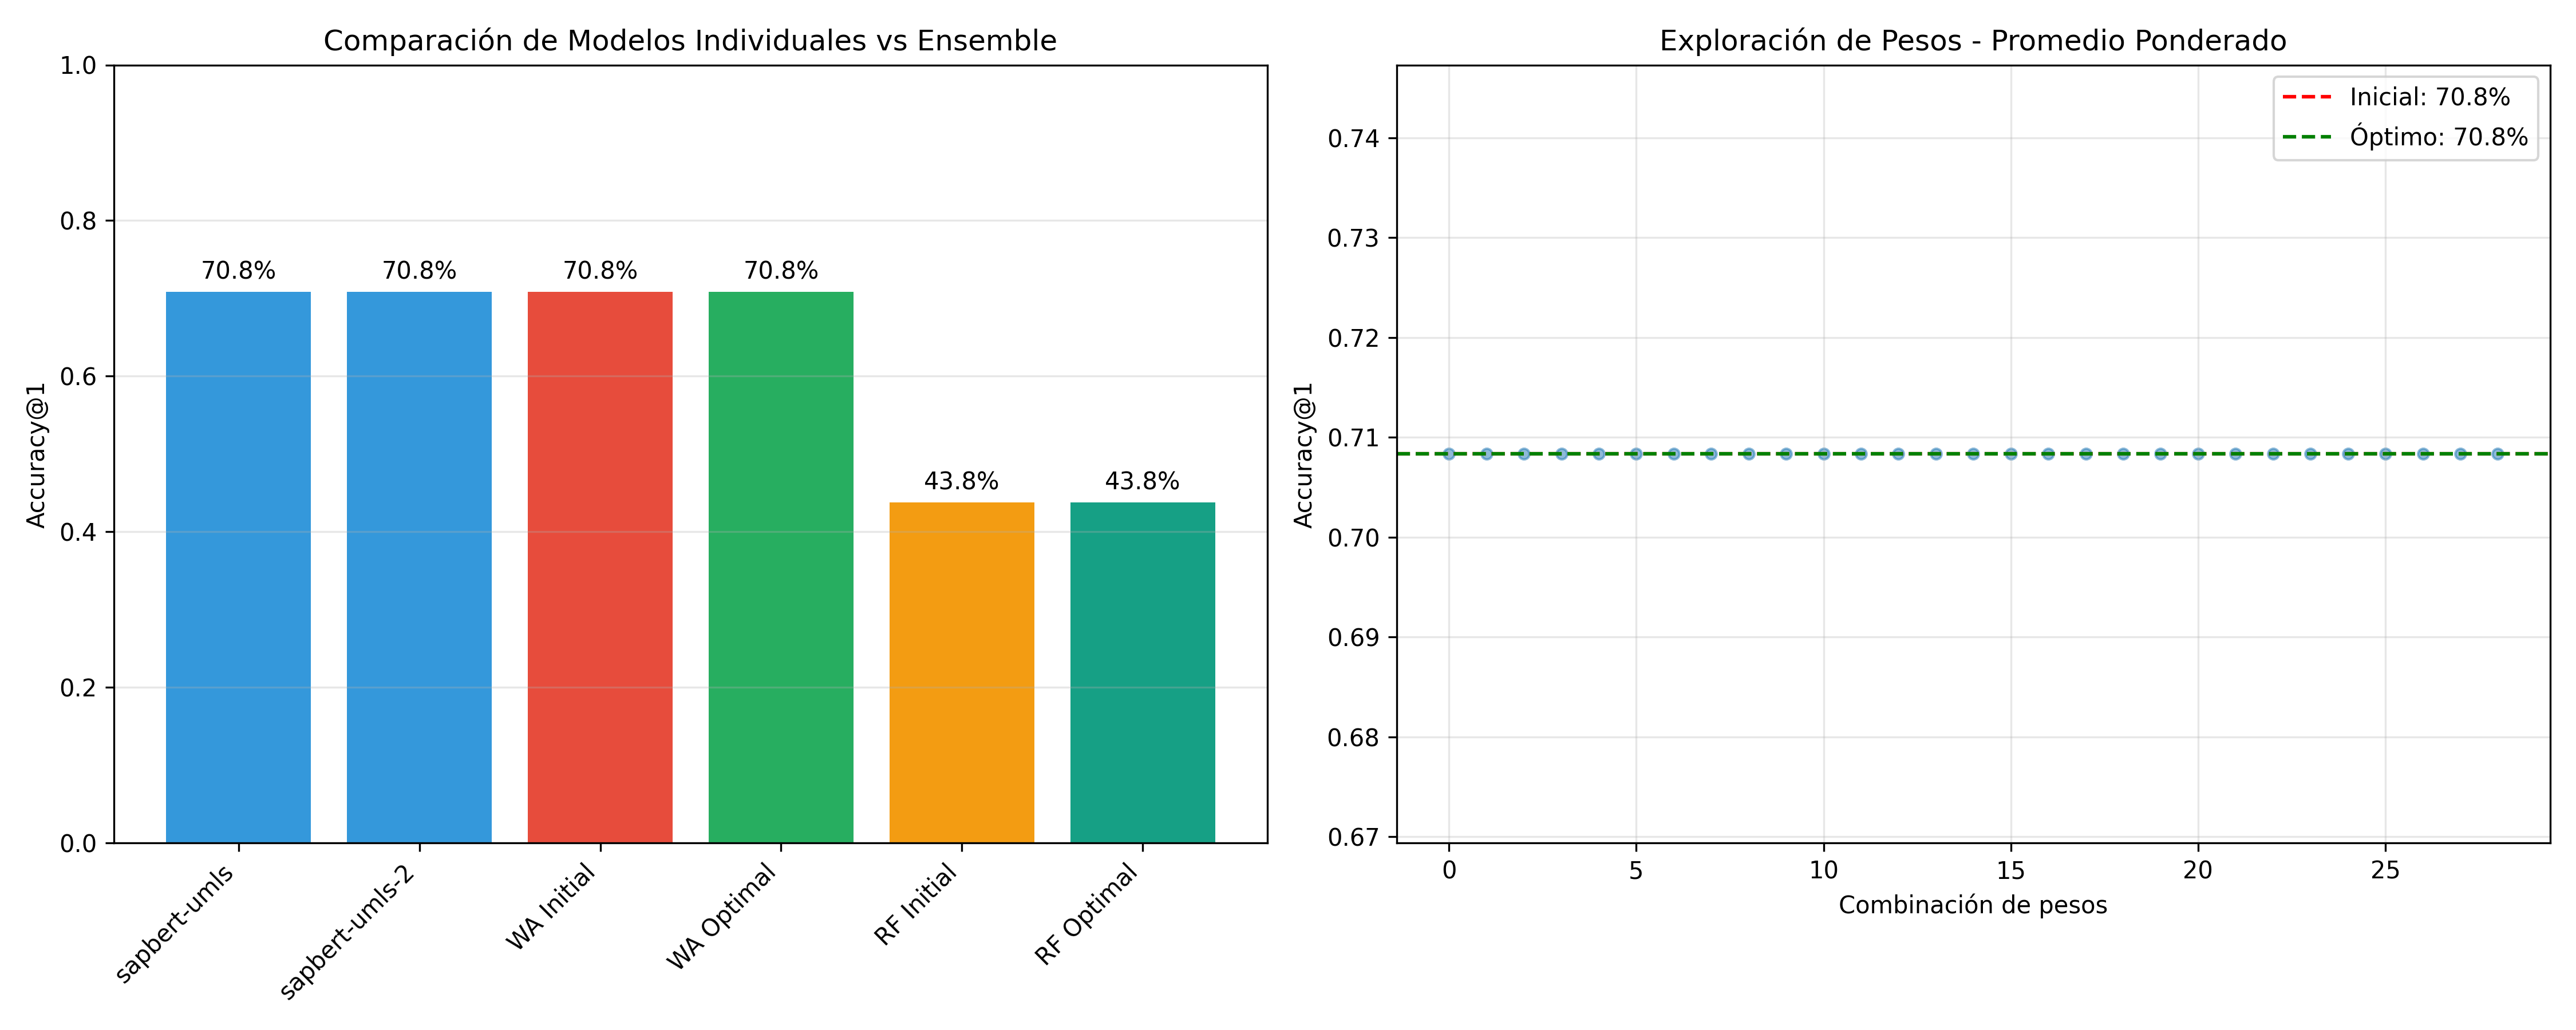 Comparación de Modelos Individuales vs Ensemble
Accuracy@1
1.0
0.8
0.6
0.4
0.2
0.0
70.8%
70.8%
70.8%
70.8%
43.8%
43.8%
sapbert-umls
sapbert-umls-2
WA Initial
WA Optimal
RF Initial
RF Optimal
Exploración de Pesos - Promedio Ponderado
Inicial: 70.8%
Óptimo: 70.8%
Accuracy@1
0.74
0.73
0.72
0.71
0.70
0.69
0.68
0.67
0
5
10
15
20
25
Combinación de pesos